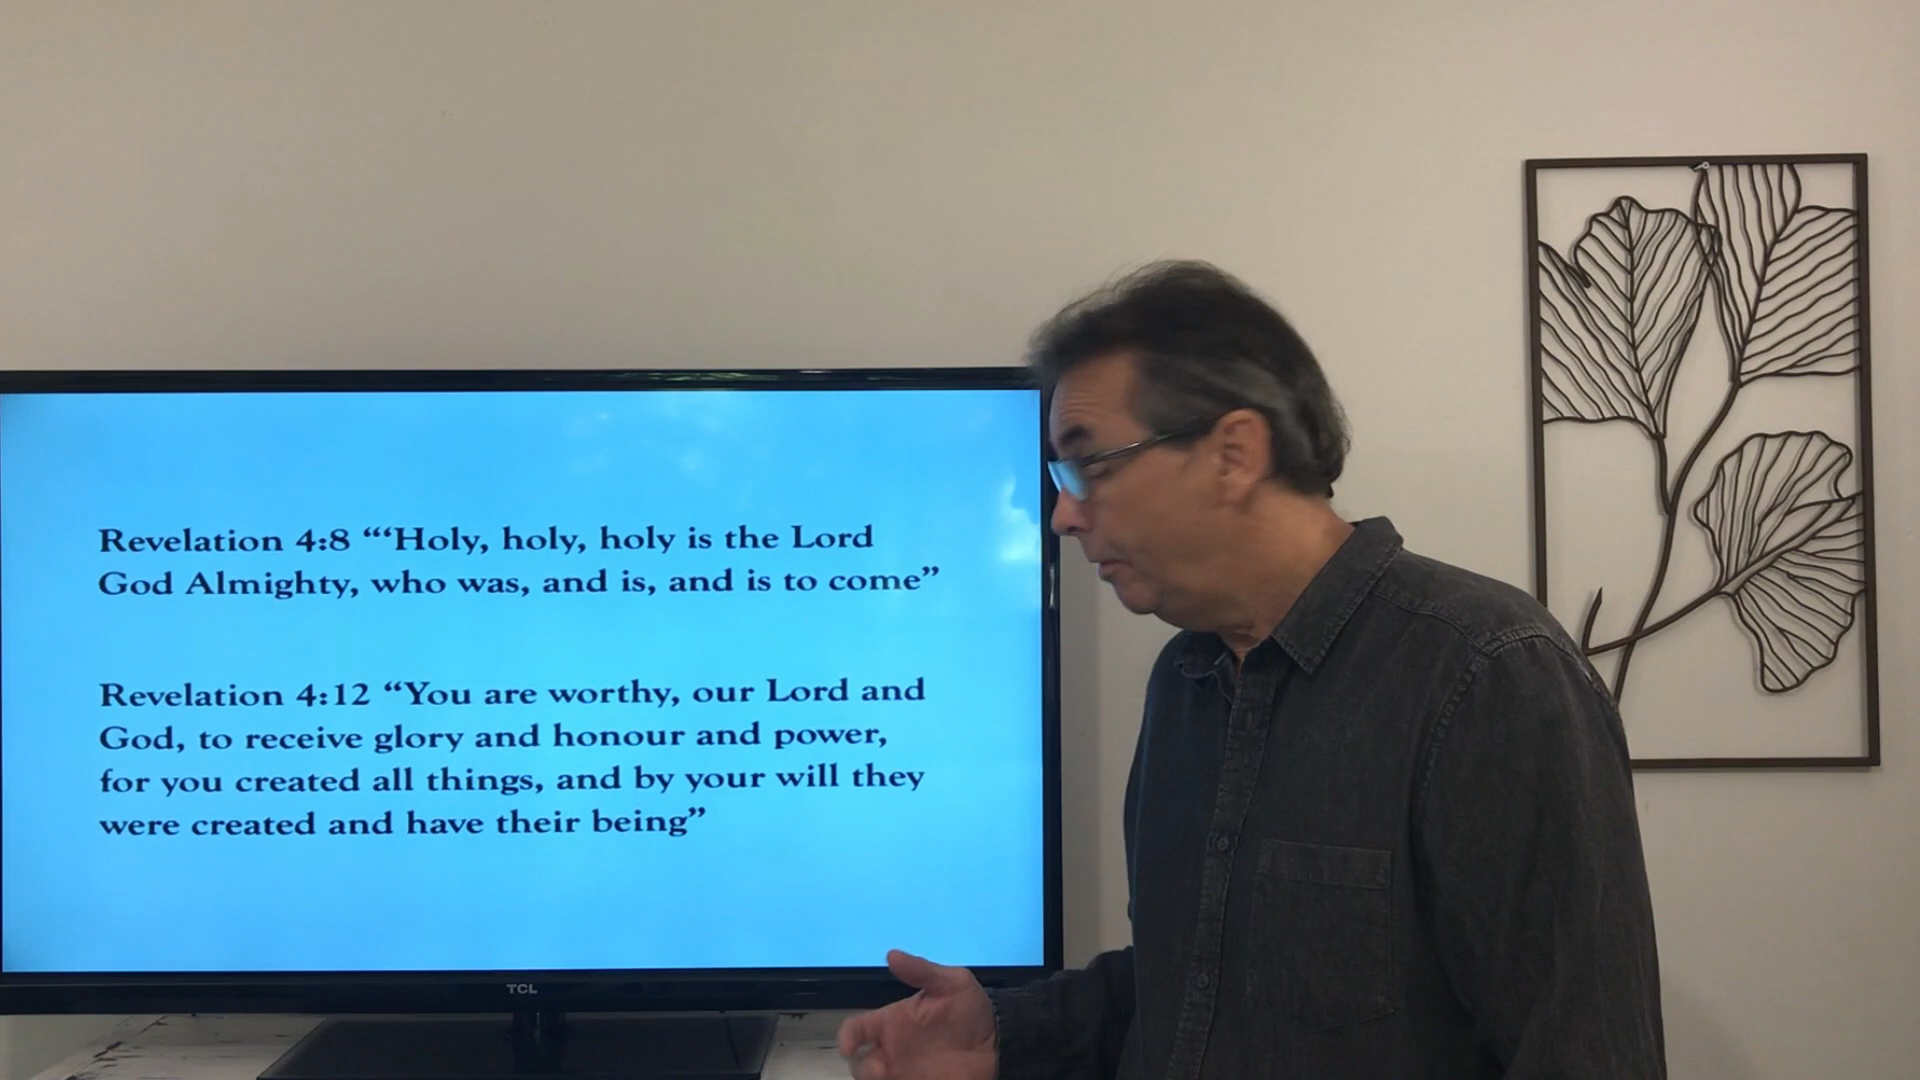 Revelation 4:8 “‘Holy, holy, holy is the Lord
God Almighty, who was, and is, and is to come”
Revelation 4:12 “You are worthy, our Lord and
God, to receive glory and honour and power,
for you created all things, and by your will they
were created and have their being”
TCL